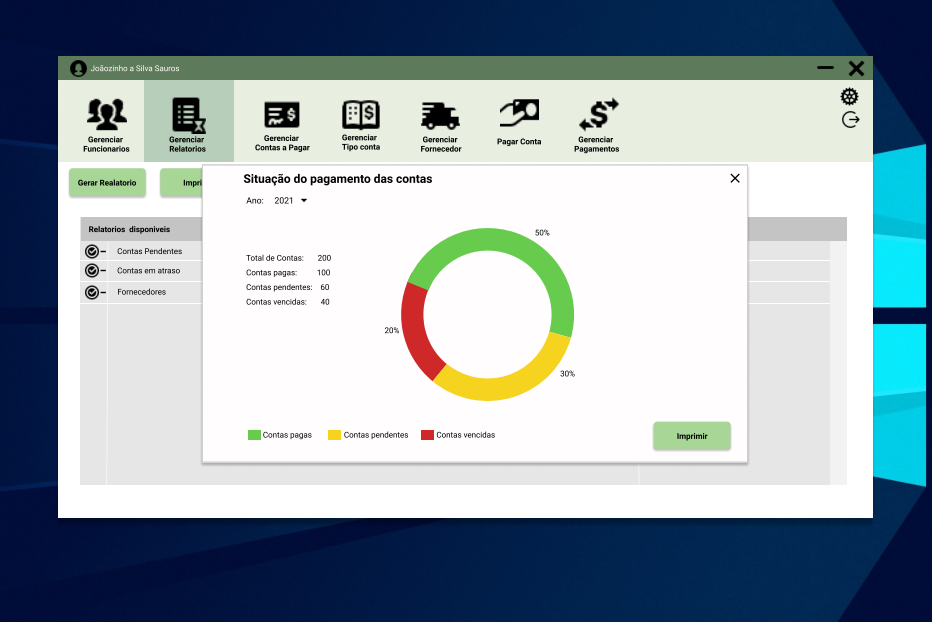 Joãozinho a Silva Sauros
Gerenciar
Funcionarios
Gerenciar
Relatorios
Gerenciar
Contas a Pagar
Gerenciar
Tipo conta
Gerenciar
Fornecedor
Pagar Conta
Gerenciar
Pagamentos
Gerar Realatorio
Impri
Relatorios disponiveis
Contas Pendentes
Contas em atraso
Fornecedores
Situação do pagamento das contas
Ano: 2021
Total de Contas: 200
Contas pagas: 100
Contas pendentes: 60
Contas vencidas: 40
50%
20%
30%
Contas pagas Contas pendentes Contas vencidas
Imprimir